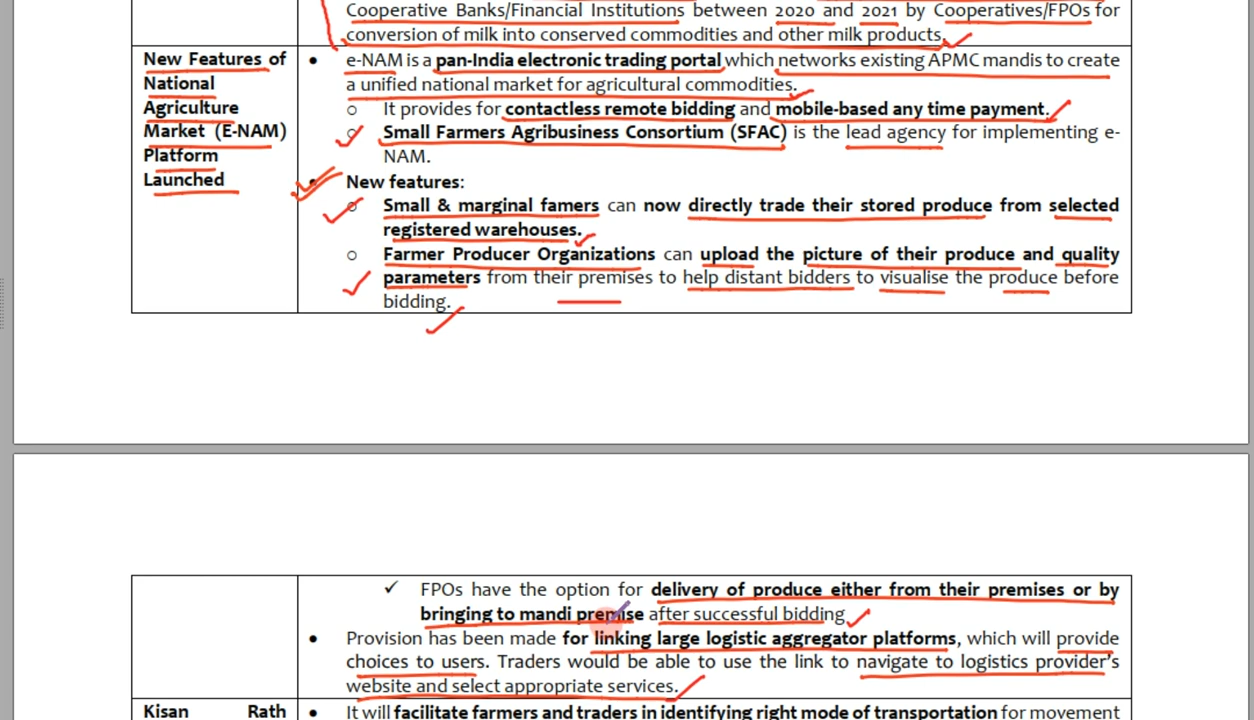 Cooperative Banks/Financial Institutions between 2020 and 2021 by Cooperatives/FPOs for
conversion of milk into conserved commodities and other milk products.
New Features of
National
Agriculture
Market (E-NAM)
Platform
Launched
• e-NAM is a pan-India electronic trading portal which networks existing APMC mandis to create
a unified national market for agricultural commodities.
o It provides for contactless remote bidding and mobile-based any time payment.
o Small Farmers Agribusiness Consortium (SFAC) is the lead agency for implementing e-
NAM.
• New features:
o Small & marginal famers can now directly trade their stored produce from selected
registered warehouses.
o Farmer Producer Organizations can upload the picture of their produce and quality
parameters from their premises to help distant bidders to visualise the produce before
bidding.
✓ FPOs have the option for delivery of produce either from their premises or by
bringing to mandi premise after successful bidding
• Provision has been made for linking large logistic aggregator platforms, which will provide
choices to users. Traders would be able to use the link to navigate to logistics provider's
website and select appropriate services.
Kisan Rath
• It will facilitate farmers and traders in identifying right mode of transportation for movement